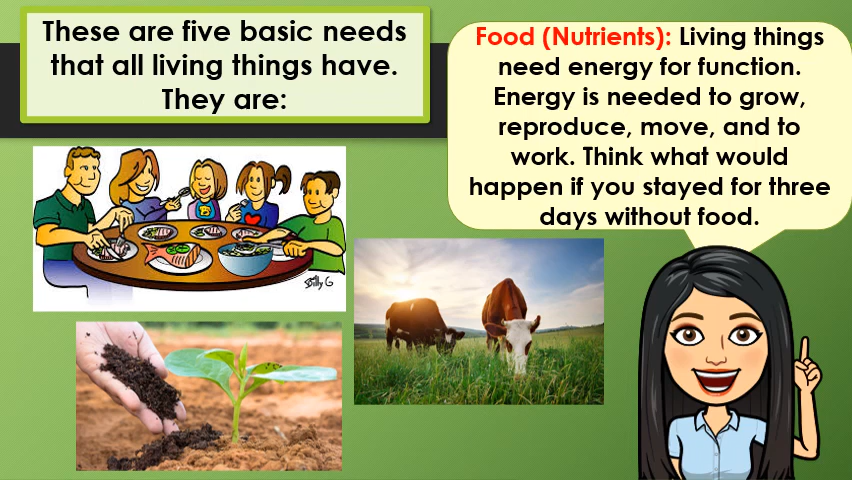 These are five basic needs
that all living things have.
They are:
Food (Nutrients): Living things
need energy for function.
Energy is needed to grow,
reproduce, move, and to
work. Think what would
happen if you stayed for three
days without food.